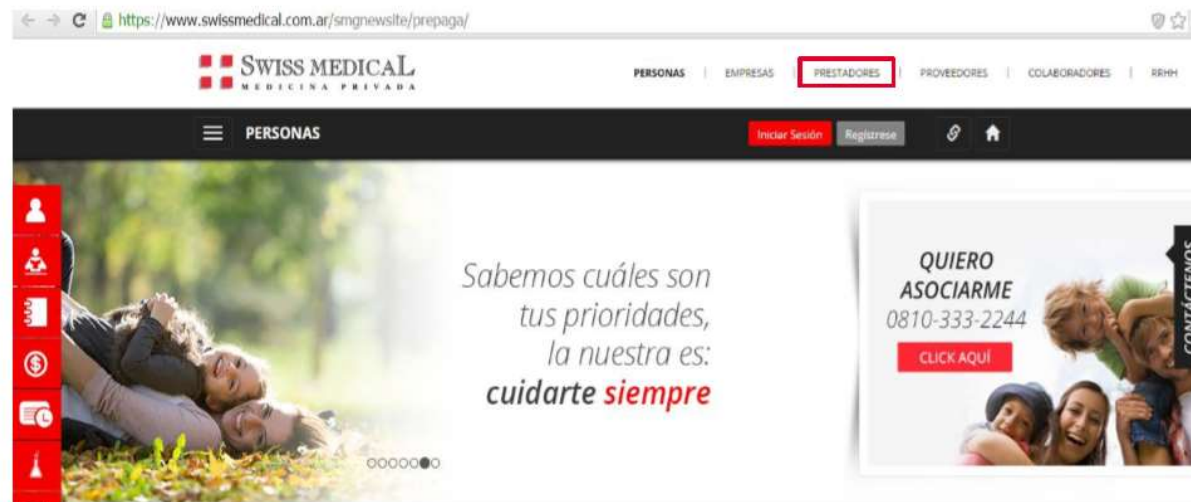 https://www.swissmedical.com.ar/smgnewsite/prepaga/
SWISS MEDICAL
MEDICINA PRIVADA
PERSONAS | EMPRESAS | PRESTADORES | PROVEEDORES | COLABORADORES | RRHH
PERSONAS
Iniciar Sesión
Regístrese
Sabemos cuáles son
tus prioridades,
la nuestra es:
cuidarte siempre
QUIERO
ASOCIARME
0810-333-2244
CLICK AQUÍ
CONTÁCTENOS